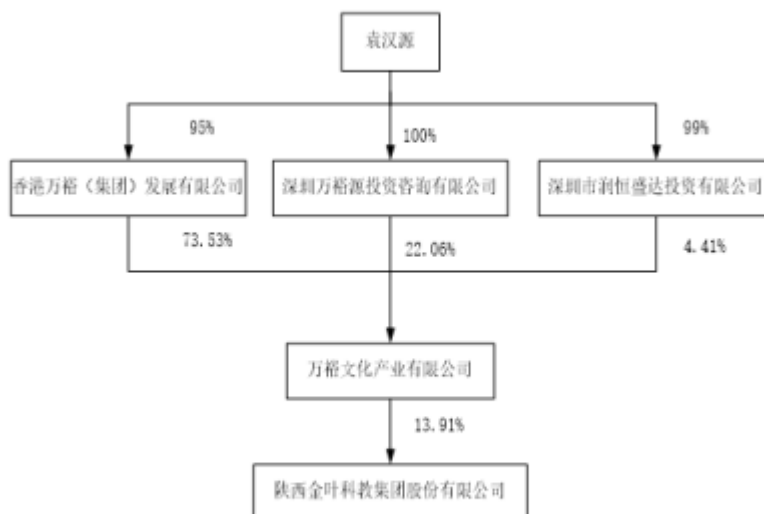 袁汉源
95%
100%
99%
香港万裕（集团）发展有限公司
深圳万裕源投资咨询有限公司
深圳市润恒盛达投资有限公司
73.53%
22.06%
4.41%
万裕文化产业有限公司
13.91%
陕西金叶科教集团股份有限公司